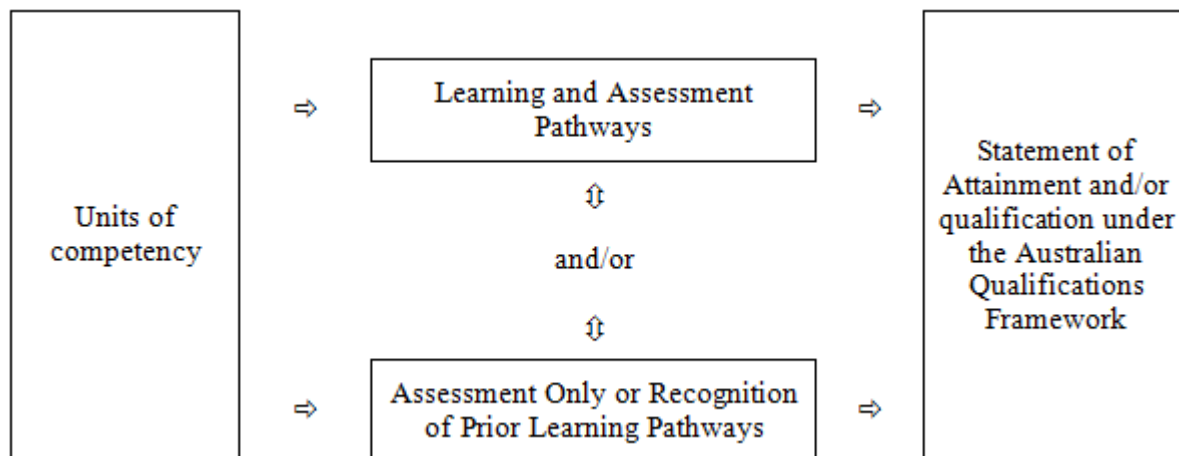 Units of
competency
Learning and Assessment
Pathways
and/or
Assessment Only or Recognition
of Prior Learning Pathways
Statement of
Attainment and/or
qualification under
the Australian
Qualifications
Framework